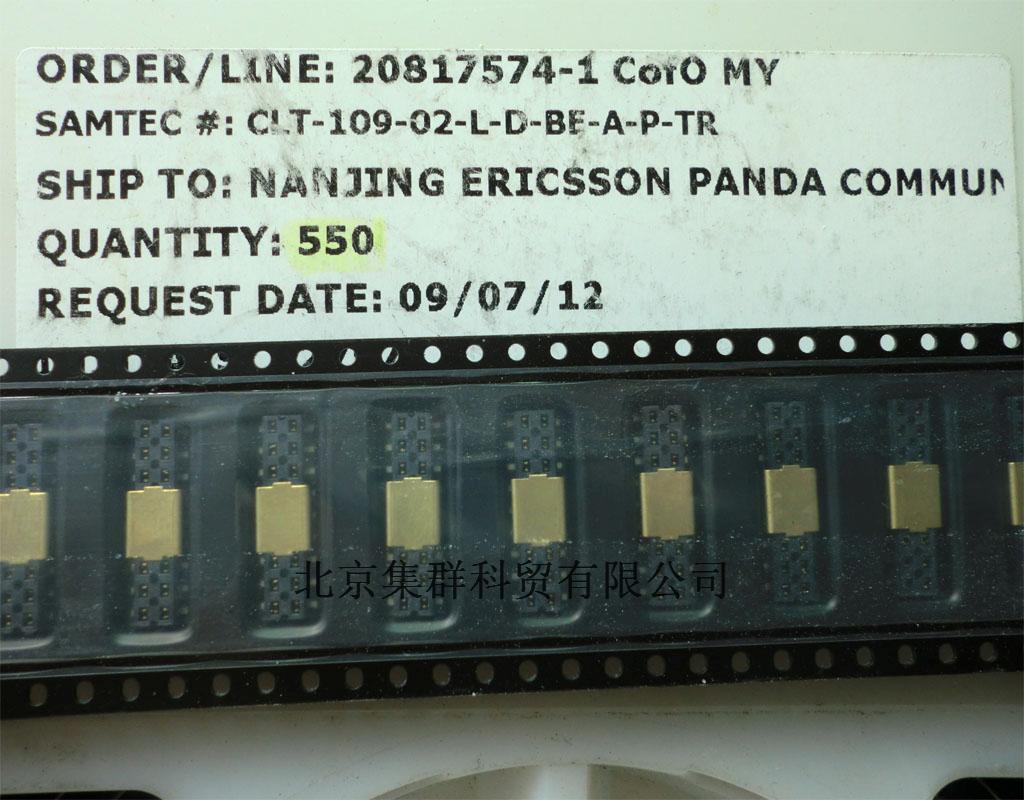 ORDER/LINE: 20817574-1 CofO MY
SAMTEC #: CLT-109-02-L-D-BE-A-P-TR
SHIP TO: NANJING ERICSSON PANDA COMMUN
QUANTITY: 550
REQUEST DATE: 09/07/12
北京集群科贸有限公司